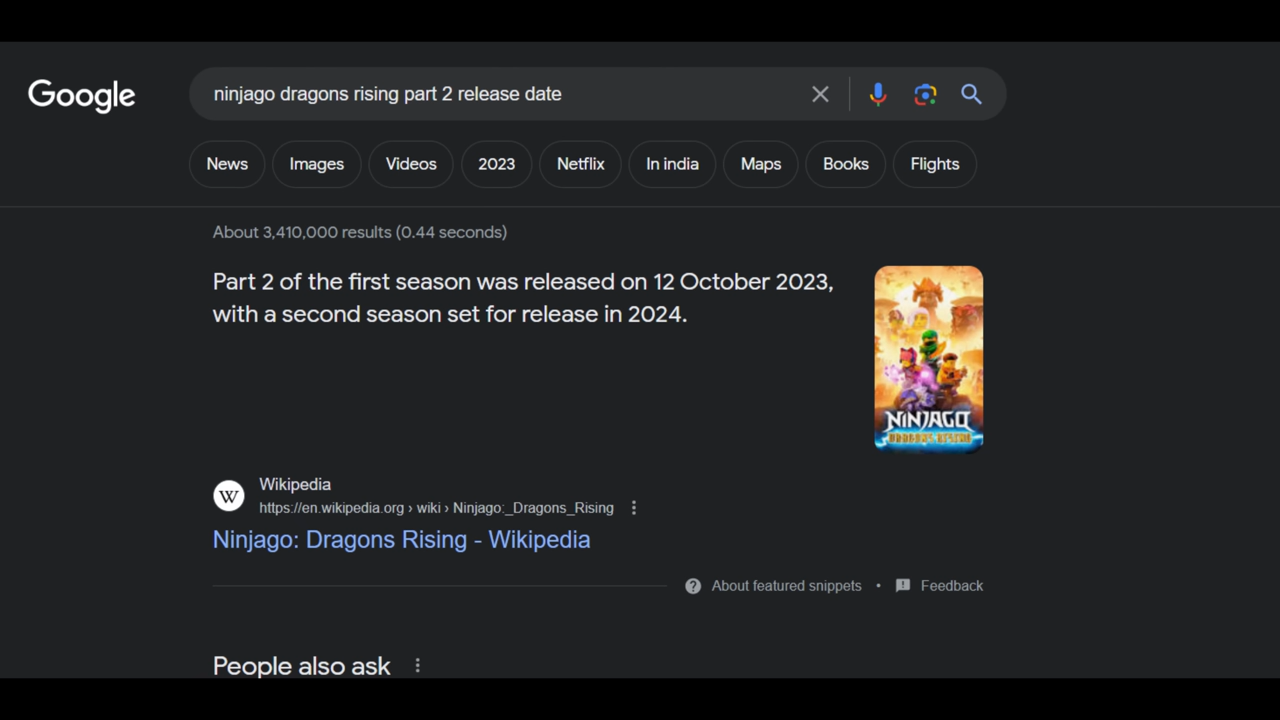 Google
ninjago dragons rising part 2 release date
News
Images
Videos
2023
Netflix
In india
Maps
Books
Flights
About 3,410,000 results (0.44 seconds)
Part 2 of the first season was released on 12 October 2023,
with a second season set for release in 2024.
NINJAGO
DRAGONS RISING
W
Wikipedia
https://en.wikipedia.org › wiki › Ninjago:_Dragons_Rising
Ninjago: Dragons Rising - Wikipedia
About featured snippets • Feedback
People also ask